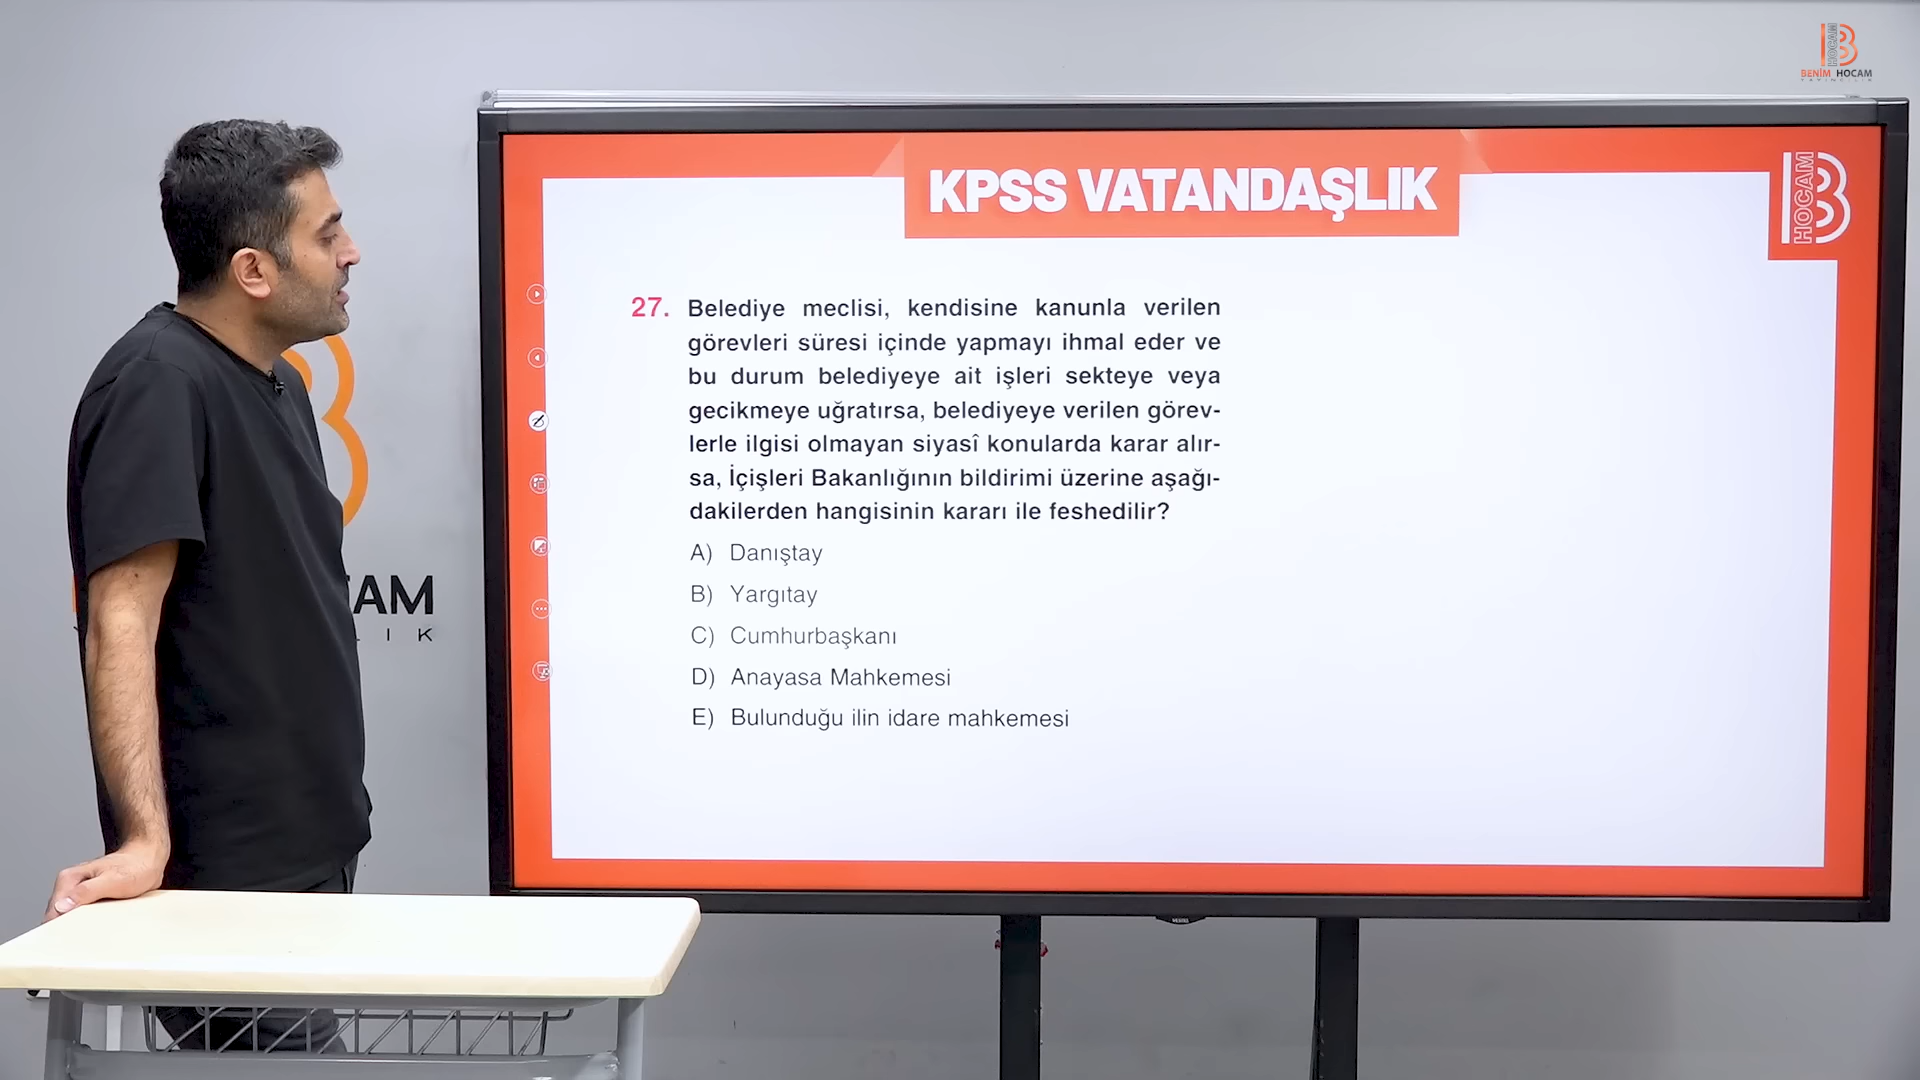 HOCAM
BENİM HOCAM
YAYINCILIK
KPSS VATANDAŞLIK
HOCAM
27. Belediye meclisi, kendisine kanunla verilen
görevleri süresi içinde yapmayı ihmal eder ve
bu durum belediyeye ait işleri sekteye veya
gecikmeye uğratırsa, belediyeye verilen görev-
lerle ilgisi olmayan siyasî konularda karar alır-
sa, İçişleri Bakanlığının bildirimi üzerine aşağı-
dakilerden hangisinin kararı ile feshedilir?
A) Danıştay
B) Yargıtay
C) Cumhurbaşkanı
D) Anayasa Mahkemesi
E) Bulunduğu ilin idare mahkemesi
CAM
L I K